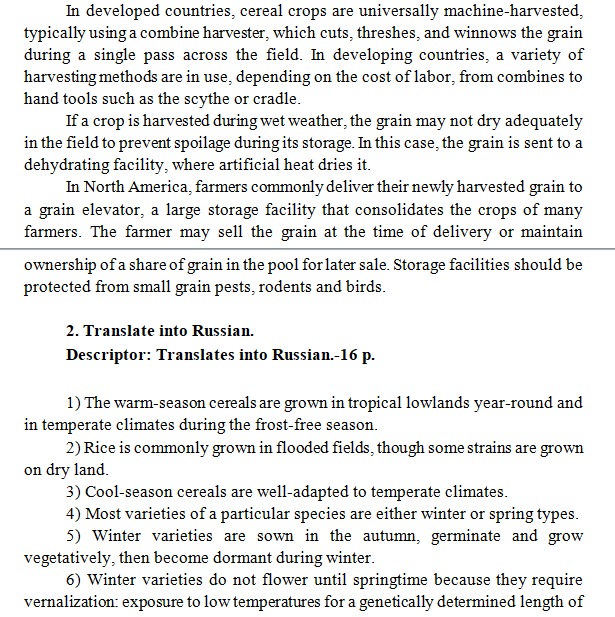 In developed countries, cereal crops are universally machine-harvested,
typically using a combine harvester, which cuts, threshes, and winnows the grain
during a single pass across the field. In developing countries, a variety of
harvesting methods are in use, depending on the cost of labor, from combines to
hand tools such as the scythe or cradle.
If a crop is harvested during wet weather, the grain may not dry adequately
in the field to prevent spoilage during its storage. In this case, the grain is sent to a
dehydrating facility, where artificial heat dries it.
In North America, farmers commonly deliver their newly harvested grain to
a grain elevator, a large storage facility that consolidates the crops of many
farmers. The farmer may sell the grain at the time of delivery or maintain
ownership of a share of grain in the pool for later sale. Storage facilities should be
protected from small grain pests, rodents and birds.
2. Translate into Russian.
Descriptor: Translates into Russian.-16 p.
1) The warm-season cereals are grown in tropical lowlands year-round and
in temperate climates during the frost-free season.
2) Rice is commonly grown in flooded fields, though some strains are grown
on dry land.
3) Cool-season cereals are well-adapted to temperate climates.
4) Most varieties of a particular species are either winter or spring types.
5) Winter varieties are sown in the autumn, germinate and grow
vegetatively, then become dormant during winter.
6) Winter varieties do not flower until springtime because they require
vernalization: exposure to low temperatures for a genetically determined length of